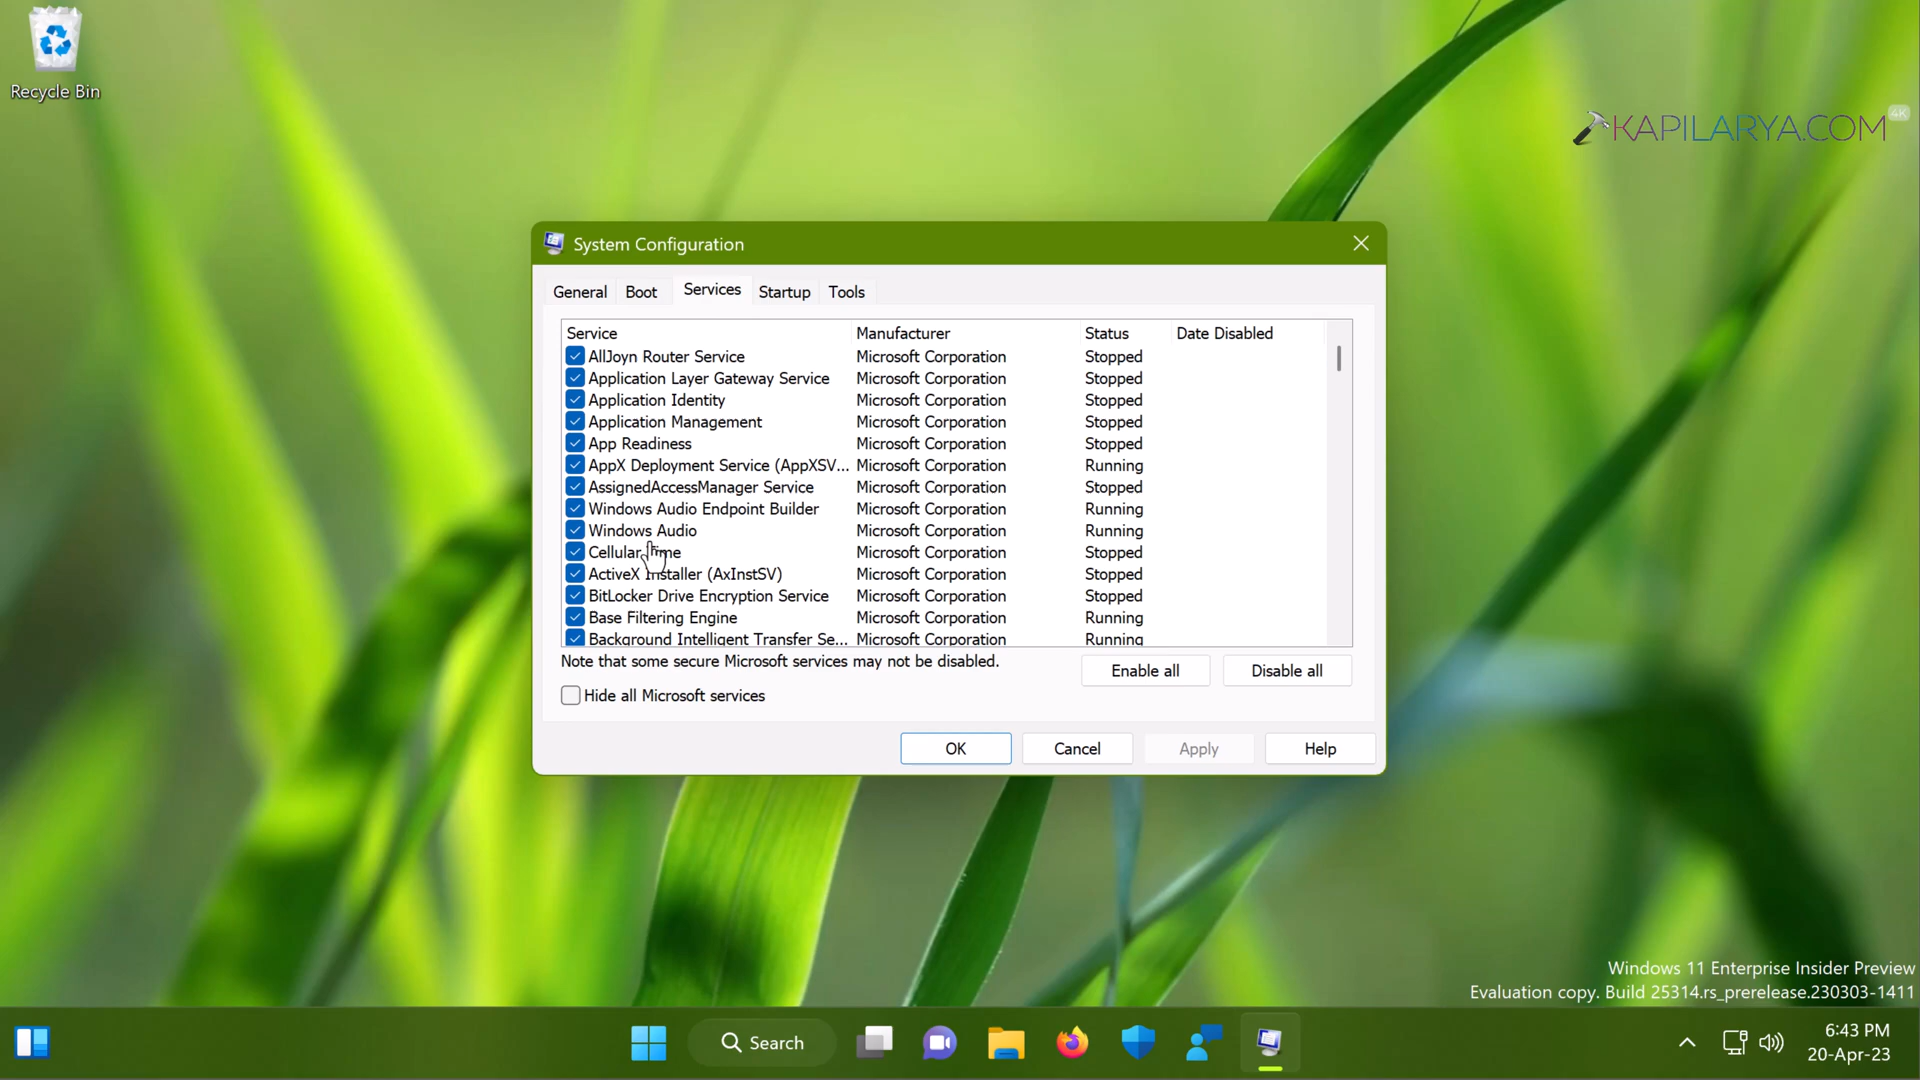 Recycle Bin
4K
KAPILARYA.COM
System Configuration
General Boot Services Startup Tools
Service Manufacturer Status Date Disabled
AllJoyn Router Service Microsoft Corporation Stopped
Application Layer Gateway Service Microsoft Corporation Stopped
Application Identity Microsoft Corporation Stopped
Application Management Microsoft Corporation Stopped
App Readiness Microsoft Corporation Stopped
AppX Deployment Service (AppXSV... Microsoft Corporation Running
AssignedAccessManager Service Microsoft Corporation Stopped
Windows Audio Endpoint Builder Microsoft Corporation Running
Windows Audio Microsoft Corporation Running
Cellular Time Microsoft Corporation Stopped
ActiveX Installer (AxInstSV) Microsoft Corporation Stopped
BitLocker Drive Encryption Service Microsoft Corporation Stopped
Base Filtering Engine Microsoft Corporation Running
Background Intelligent Transfer Se... Microsoft Corporation Running
Note that some secure Microsoft services may not be disabled.
Enable all Disable all
Hide all Microsoft services
OK Cancel Apply Help
Windows 11 Enterprise Insider Preview
Evaluation copy. Build 25314.rs_prerelease.230303-1411
Search
6:43 PM
20-Apr-23